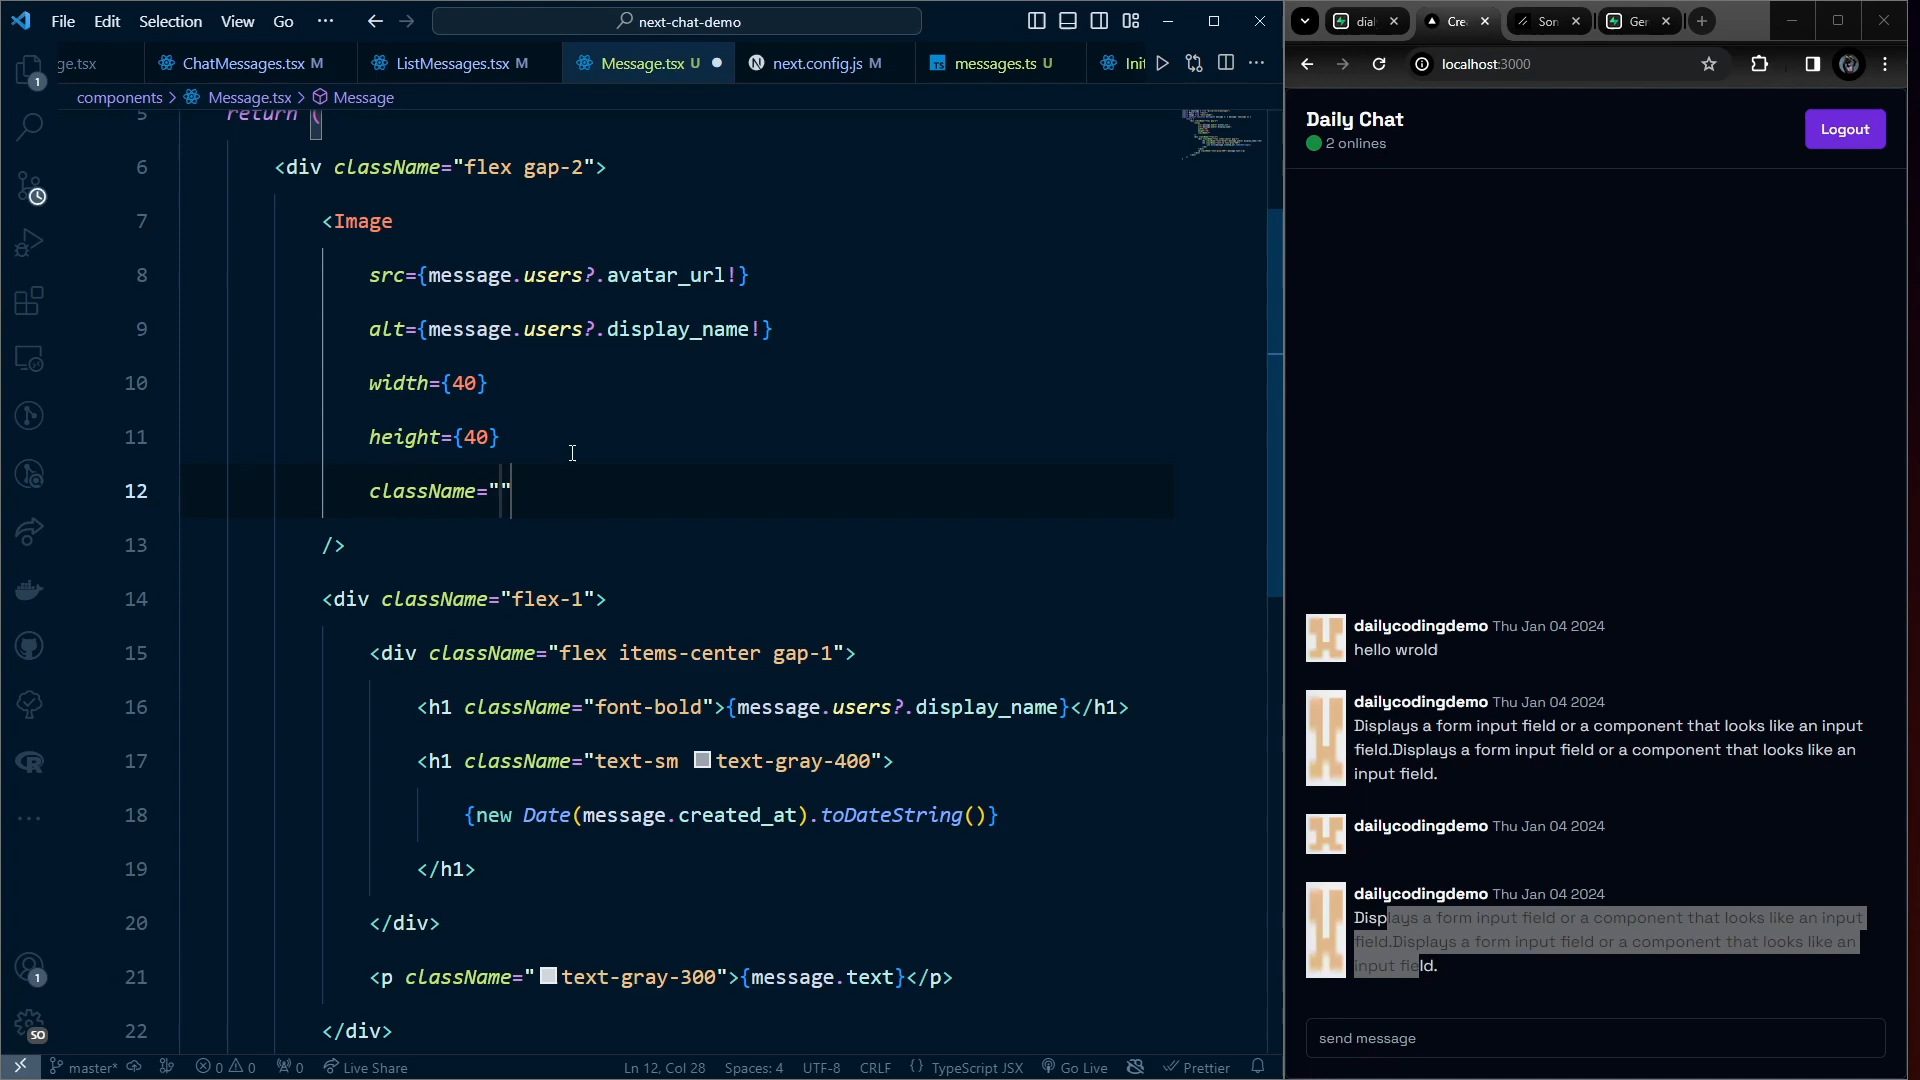 File Edit Selection View Go ··· next-chat-demo
ge.tsx ChatMessages.tsx M ListMessages.tsx M Message.tsx U next.config.js M messages.ts U Init
components > Message.tsx > Message
5 return (
6 <div className="flex gap-2">
7 <Image
8 src={message.users?.avatar_url!}
9 alt={message.users?.display_name!}
10 width={40}
11 height={40}
12 className=""
13 />
14 <div className="flex-1">
15 <div className="flex items-center gap-1">
16 <h1 className="font-bold">{message.users?.display_name}</h1>
17 <h1 className="text-sm text-gray-400">
18 {new Date(message.created_at).toDateString()}
19 </h1>
20 </div>
21 <p className="text-gray-300">{message.text}</p>
22 </div>
1
1
SO
master* 0 0 0 Live Share Ln 12, Col 28 Spaces: 4 UTF-8 CRLF {} TypeScript JSX Go Live Prettier
dial Cre Son Ger
localhost:3000
Daily Chat
2 onlines
Logout
dailycodingdemo Thu Jan 04 2024
hello wrold
dailycodingdemo Thu Jan 04 2024
Displays a form input field or a component that looks like an input
field.Displays a form input field or a component that looks like an
input field.
dailycodingdemo Thu Jan 04 2024
dailycodingdemo Thu Jan 04 2024
Displays a form input field or a component that looks like an input
field.Displays a form input field or a component that looks like an
input field.
send message